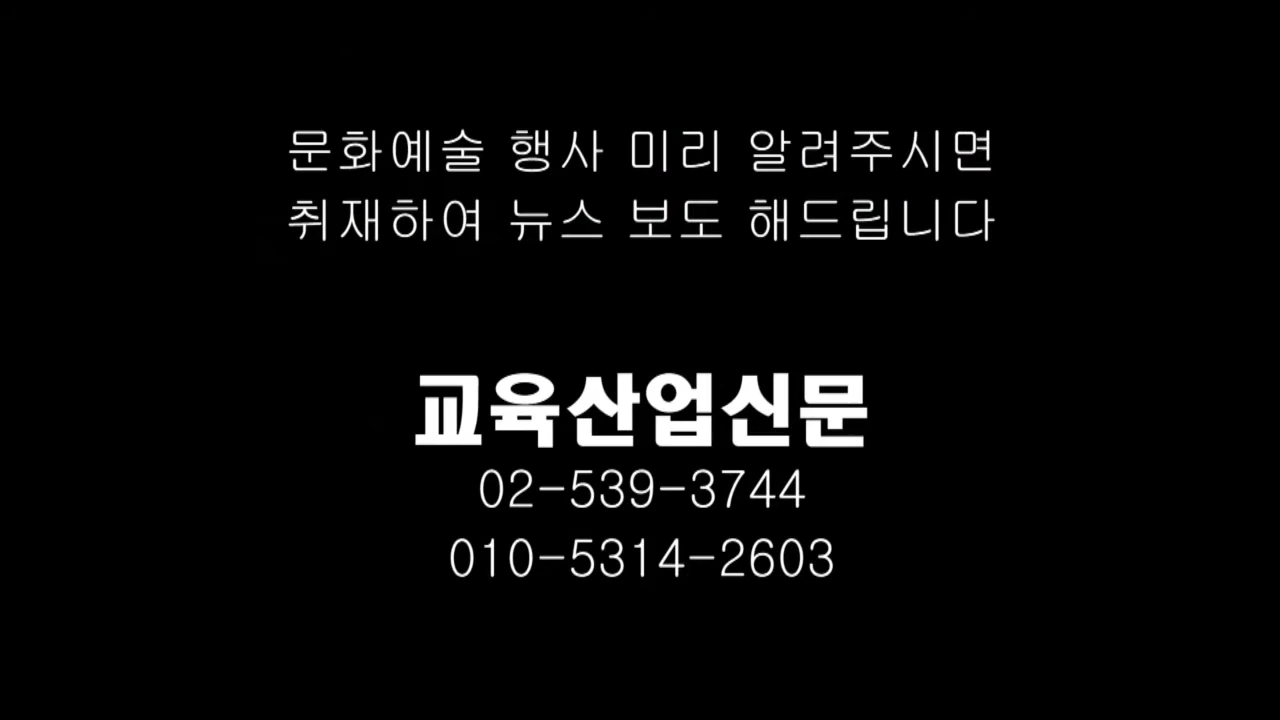 문화예술 행사 미리 알려주시면
취재하여 뉴스 보도 해드립니다
교육산업신문
02-539-3744
010-5314-2603